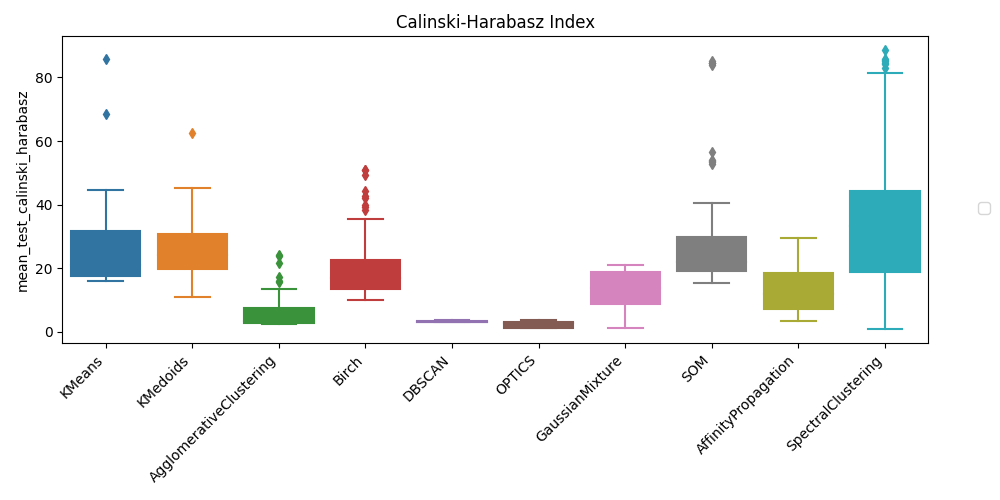 Calinski-Harabasz Index
mean_test_calinski_harabasz
80
60
40
20
0
KMeans
KMedoids
AgglomerativeClustering
Birch
DBSCAN
OPTICS
GaussianMixture
SOM
AffinityPropagation
SpectralClustering